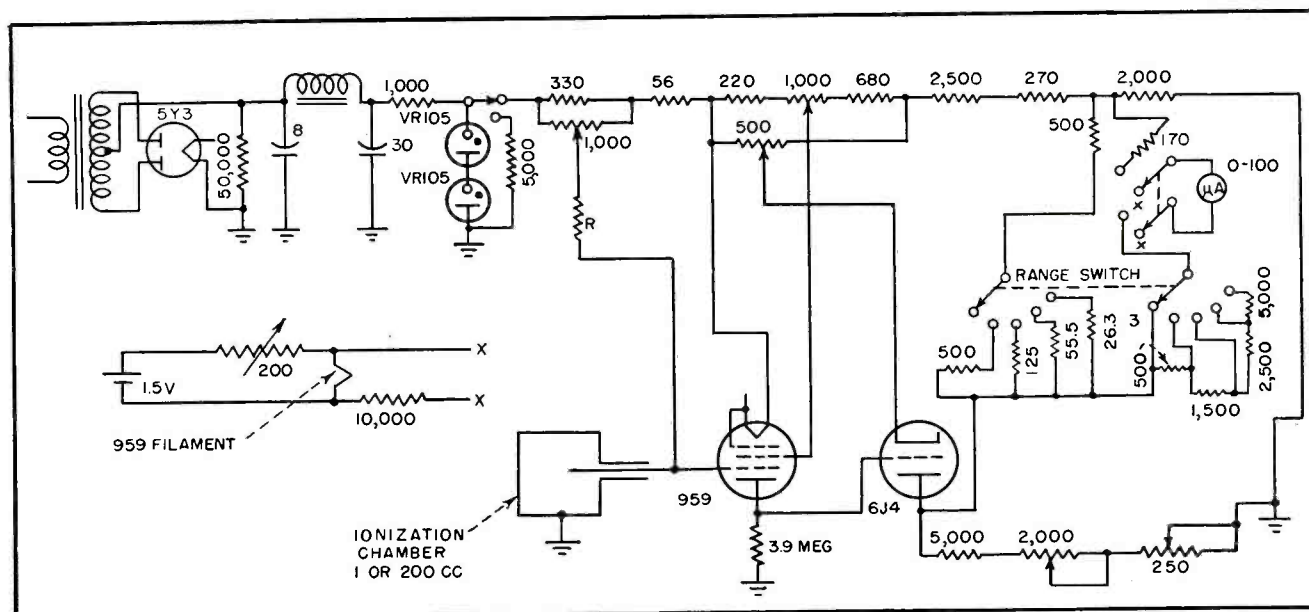 5Y3
50,000
8
30
1,000
VR105
VR105
5,000
330
1,000
R
56
220
1,000
680
500
2,500
270
2,000
500
170
0-100
μA
X
X
RANGE SWITCH
3
500
125
55.5
26.3
500
1,500
2,500
5,000
1.5V
200
X
X
10,000
959 FILAMENT
IONIZATION
CHAMBER
1 OR 200 CC
959
3.9 MEG
6J4
5,000
2,000
250